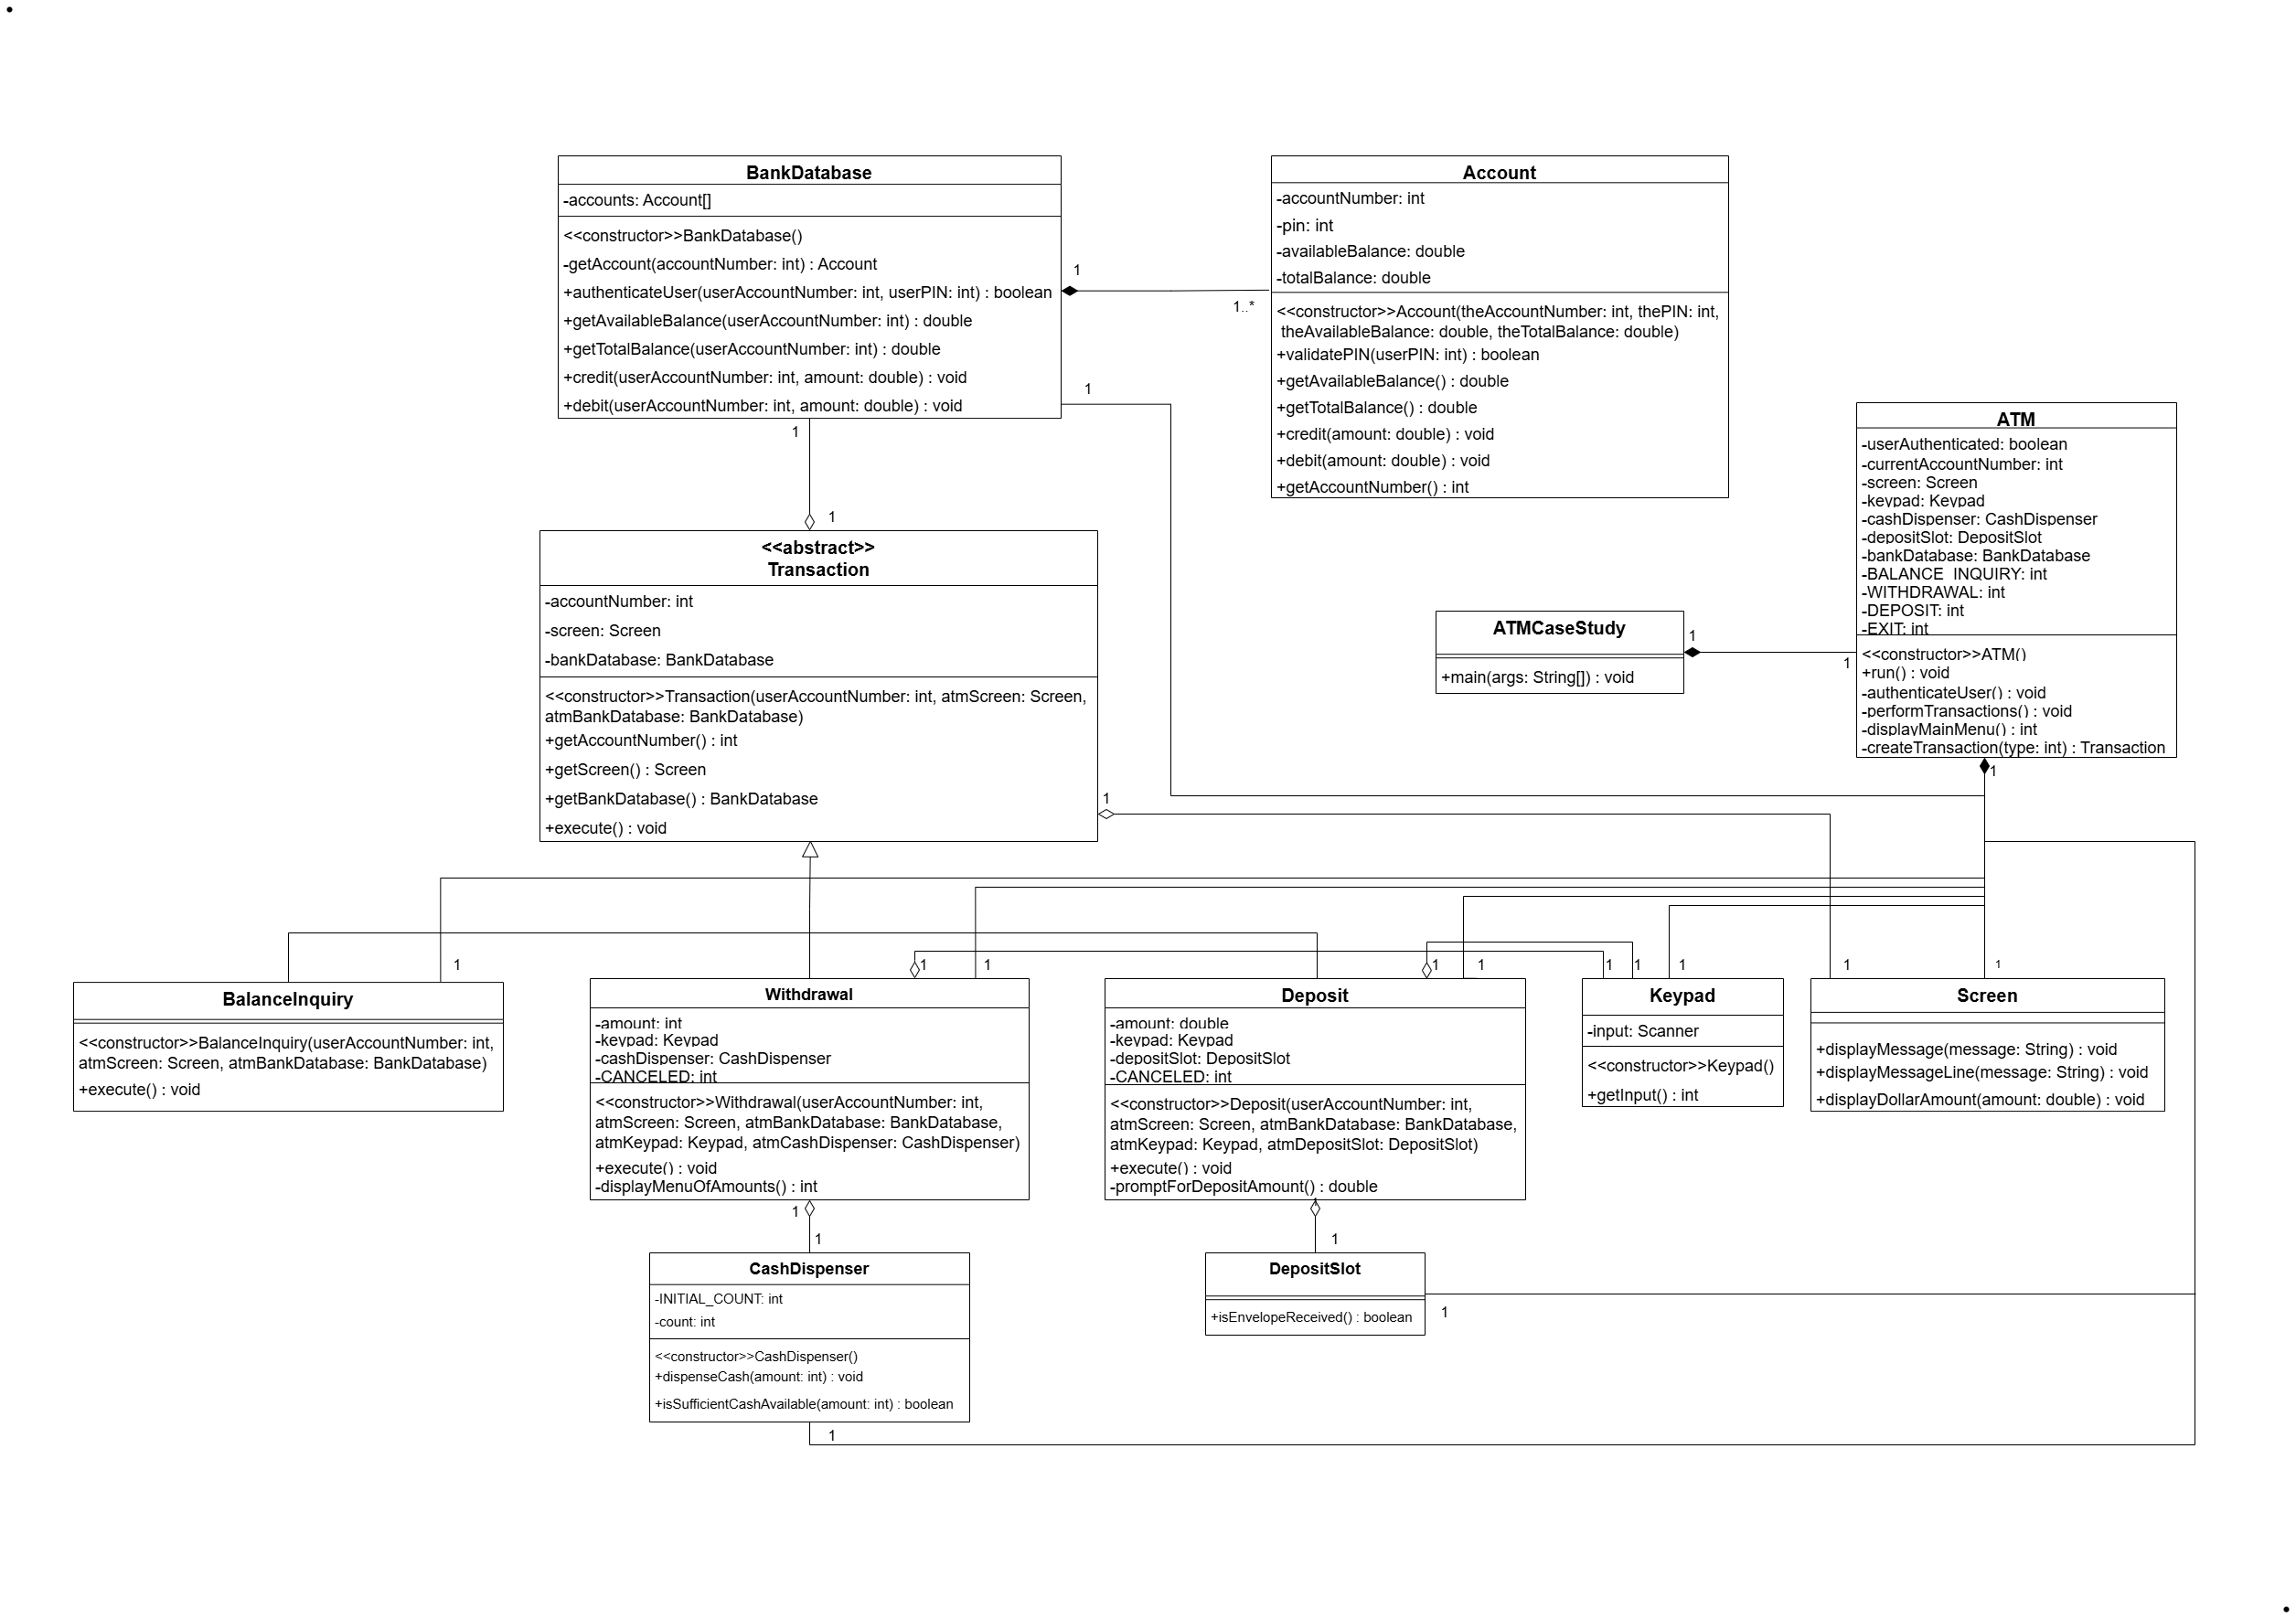 BankDatabase
-accounts: Account[]
<<constructor>>BankDatabase()
-getAccount(accountNumber: int) : Account
+authenticateUser(userAccountNumber: int, userPIN: int) : boolean
+getAvailableBalance(userAccountNumber: int) : double
+getTotalBalance(userAccountNumber: int) : double
+credit(userAccountNumber: int, amount: double) : void
+debit(userAccountNumber: int, amount: double) : void
1
1..*
1
1
1
Account
-accountNumber: int
-pin: int
-availableBalance: double
-totalBalance: double
<<constructor>>Account(theAccountNumber: int, thePIN: int,
theAvailableBalance: double, theTotalBalance: double)
+validatePIN(userPIN: int) : boolean
+getAvailableBalance() : double
+getTotalBalance() : double
+credit(amount: double) : void
+debit(amount: double) : void
+getAccountNumber() : int
ATM
-userAuthenticated: boolean
-currentAccountNumber: int
-screen: Screen
-keypad: Keypad
-cashDispenser: CashDispenser
-depositSlot: DepositSlot
-bankDatabase: BankDatabase
-BALANCE_INQUIRY: int
-WITHDRAWAL: int
-DEPOSIT: int
-EXIT: int
<<constructor>>ATM()
+run() : void
-authenticateUser() : void
-performTransactions() : void
-displayMainMenu() : int
-createTransaction(type: int) : Transaction
1
<<abstract>>
Transaction
-accountNumber: int
-screen: Screen
-bankDatabase: BankDatabase
<<constructor>>Transaction(userAccountNumber: int, atmScreen: Screen,
atmBankDatabase: BankDatabase)
+getAccountNumber() : int
+getScreen() : Screen
+getBankDatabase() : BankDatabase
+execute() : void
1
ATMCaseStudy
+main(args: String[]) : void
1
1
1
BalanceInquiry
<<constructor>>BalanceInquiry(userAccountNumber: int,
atmScreen: Screen, atmBankDatabase: BankDatabase)
+execute() : void
1
1
Withdrawal
-amount: int
-keypad: Keypad
-cashDispenser: CashDispenser
-CANCELED: int
<<constructor>>Withdrawal(userAccountNumber: int,
atmScreen: Screen, atmBankDatabase: BankDatabase,
atmKeypad: Keypad, atmCashDispenser: CashDispenser)
+execute() : void
-displayMenuOfAmounts() : int
1
1
Deposit
-amount: double
-keypad: Keypad
-depositSlot: DepositSlot
-CANCELED: int
<<constructor>>Deposit(userAccountNumber: int,
atmScreen: Screen, atmBankDatabase: BankDatabase,
atmKeypad: Keypad, atmDepositSlot: DepositSlot)
+execute() : void
-promptForDepositAmount() : double
1
1
1
Keypad
-input: Scanner
<<constructor>>Keypad()
+getInput() : int
1
1
Screen
+displayMessage(message: String) : void
+displayMessageLine(message: String) : void
+displayDollarAmount(amount: double) : void
1
1
CashDispenser
-INITIAL_COUNT: int
-count: int
<<constructor>>CashDispenser()
+dispenseCash(amount: int) : void
+isSufficientCashAvailable(amount: int) : boolean
1
1
1
DepositSlot
+isEnvelopeReceived() : boolean
1